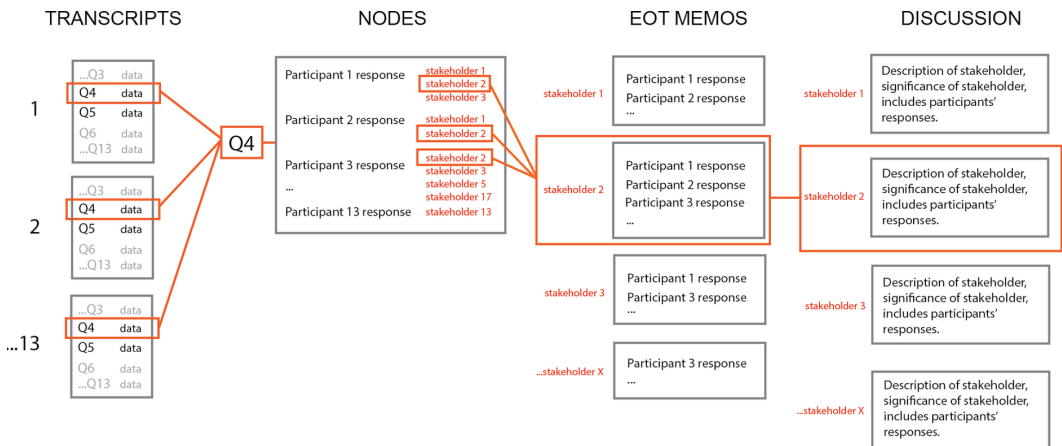 TRANSCRIPTS
1
...Q3 data
Q4 data
Q5 data
Q6 data
...Q13 data
2
...Q3 data
Q4 data
Q5 data
Q6 data
...Q13 data
...13
...Q3 data
Q4 data
Q5 data
Q6 data
...Q13 data
Q4
NODES
Participant 1 response
stakeholder 1
stakeholder 2
stakeholder 3
Participant 2 response
stakeholder 1
stakeholder 2
Participant 3 response
stakeholder 2
stakeholder 3
stakeholder 5
stakeholder 17
...
Participant 13 response
stakeholder 13
EOT MEMOS
stakeholder 1
Participant 1 response
Participant 2 response
...
stakeholder 2
Participant 1 response
Participant 2 response
Participant 3 response
...
stakeholder 3
Participant 1 response
Participant 3 response
...
...stakeholder X
Participant 3 response
...
DISCUSSION
stakeholder 1
Description of stakeholder,
significance of stakeholder,
includes participants'
responses.
stakeholder 2
Description of stakeholder,
significance of stakeholder,
includes participants'
responses.
stakeholder 3
Description of stakeholder,
significance of stakeholder,
includes participants'
responses.
...stakeholder X
Description of stakeholder,
significance of stakeholder,
includes participants'
responses.